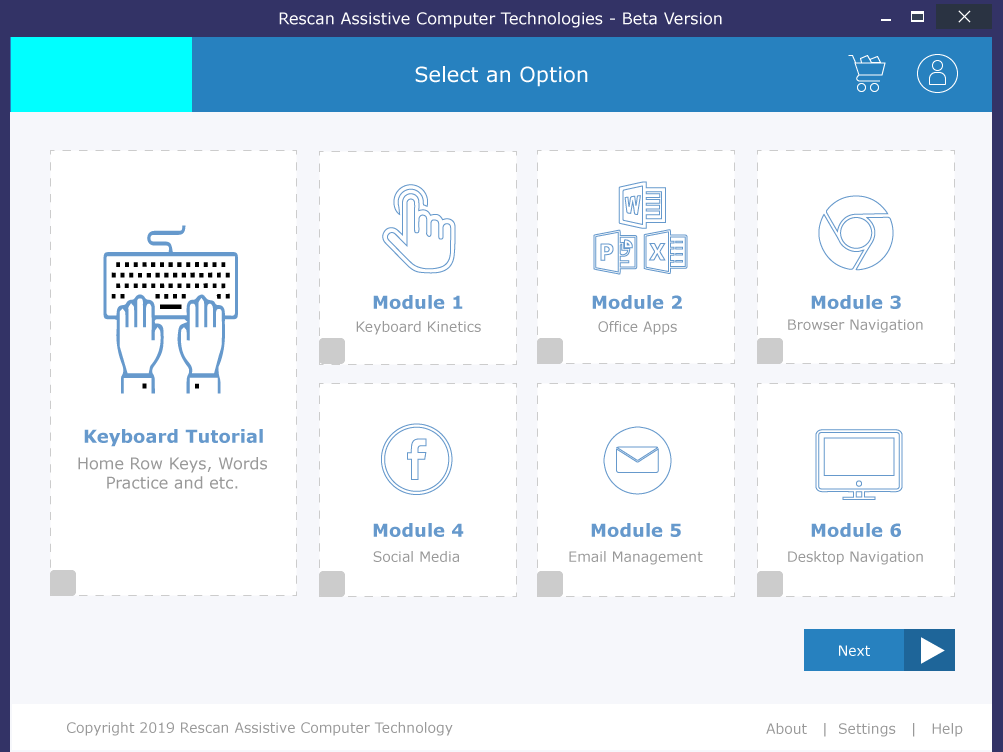 Rescan Assistive Computer Technologies - Beta Version
Select an Option
Keyboard Tutorial
Home Row Keys, Words
Practice and etc.
Module 1
Keyboard Kinetics
W
P
X
Module 2
Office Apps
Module 3
Browser Navigation
f
Module 4
Social Media
Module 5
Email Management
Module 6
Desktop Navigation
Next
Copyright 2019 Rescan Assistive Computer Technology
About | Settings | Help